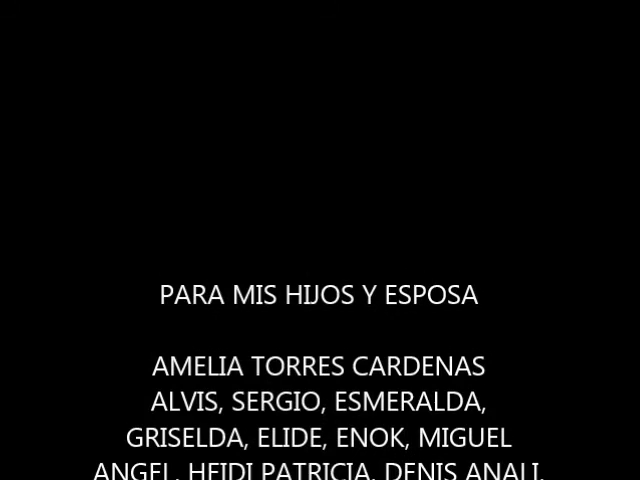 PARA MIS HIJOS Y ESPOSA
AMELIA TORRES CARDENAS
ALVIS, SERGIO, ESMERALDA,
GRISELDA, ELIDE, ENOK, MIGUEL
ANGEL, HEIDI PATRICIA, DENIS ANALI,